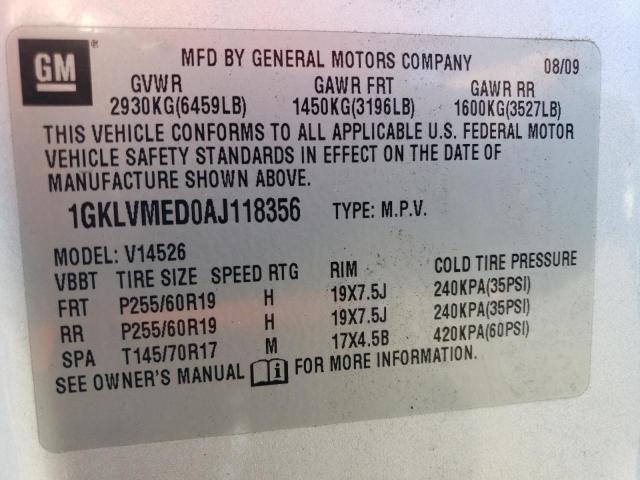 GM ®
MFD BY GENERAL MOTORS COMPANY 08/09
GVWR GAWR FRT GAWR RR
2930KG(6459LB) 1450KG(3196LB) 1600KG(3527LB)
THIS VEHICLE CONFORMS TO ALL APPLICABLE U.S. FEDERAL MOTOR
VEHICLE SAFETY STANDARDS IN EFFECT ON THE DATE OF
MANUFACTURE SHOWN ABOVE.
1GKLVMED0AJ118356 TYPE: M.P.V.
MODEL: V14526
VBBT TIRE SIZE SPEED RTG RIM COLD TIRE PRESSURE
FRT P255/60R19 H 19X7.5J 240KPA(35PSI)
RR P255/60R19 H 19X7.5J 240KPA(35PSI)
SPA T145/70R17 M 17X4.5B 420KPA(60PSI)
SEE OWNER'S MANUAL FOR MORE INFORMATION.